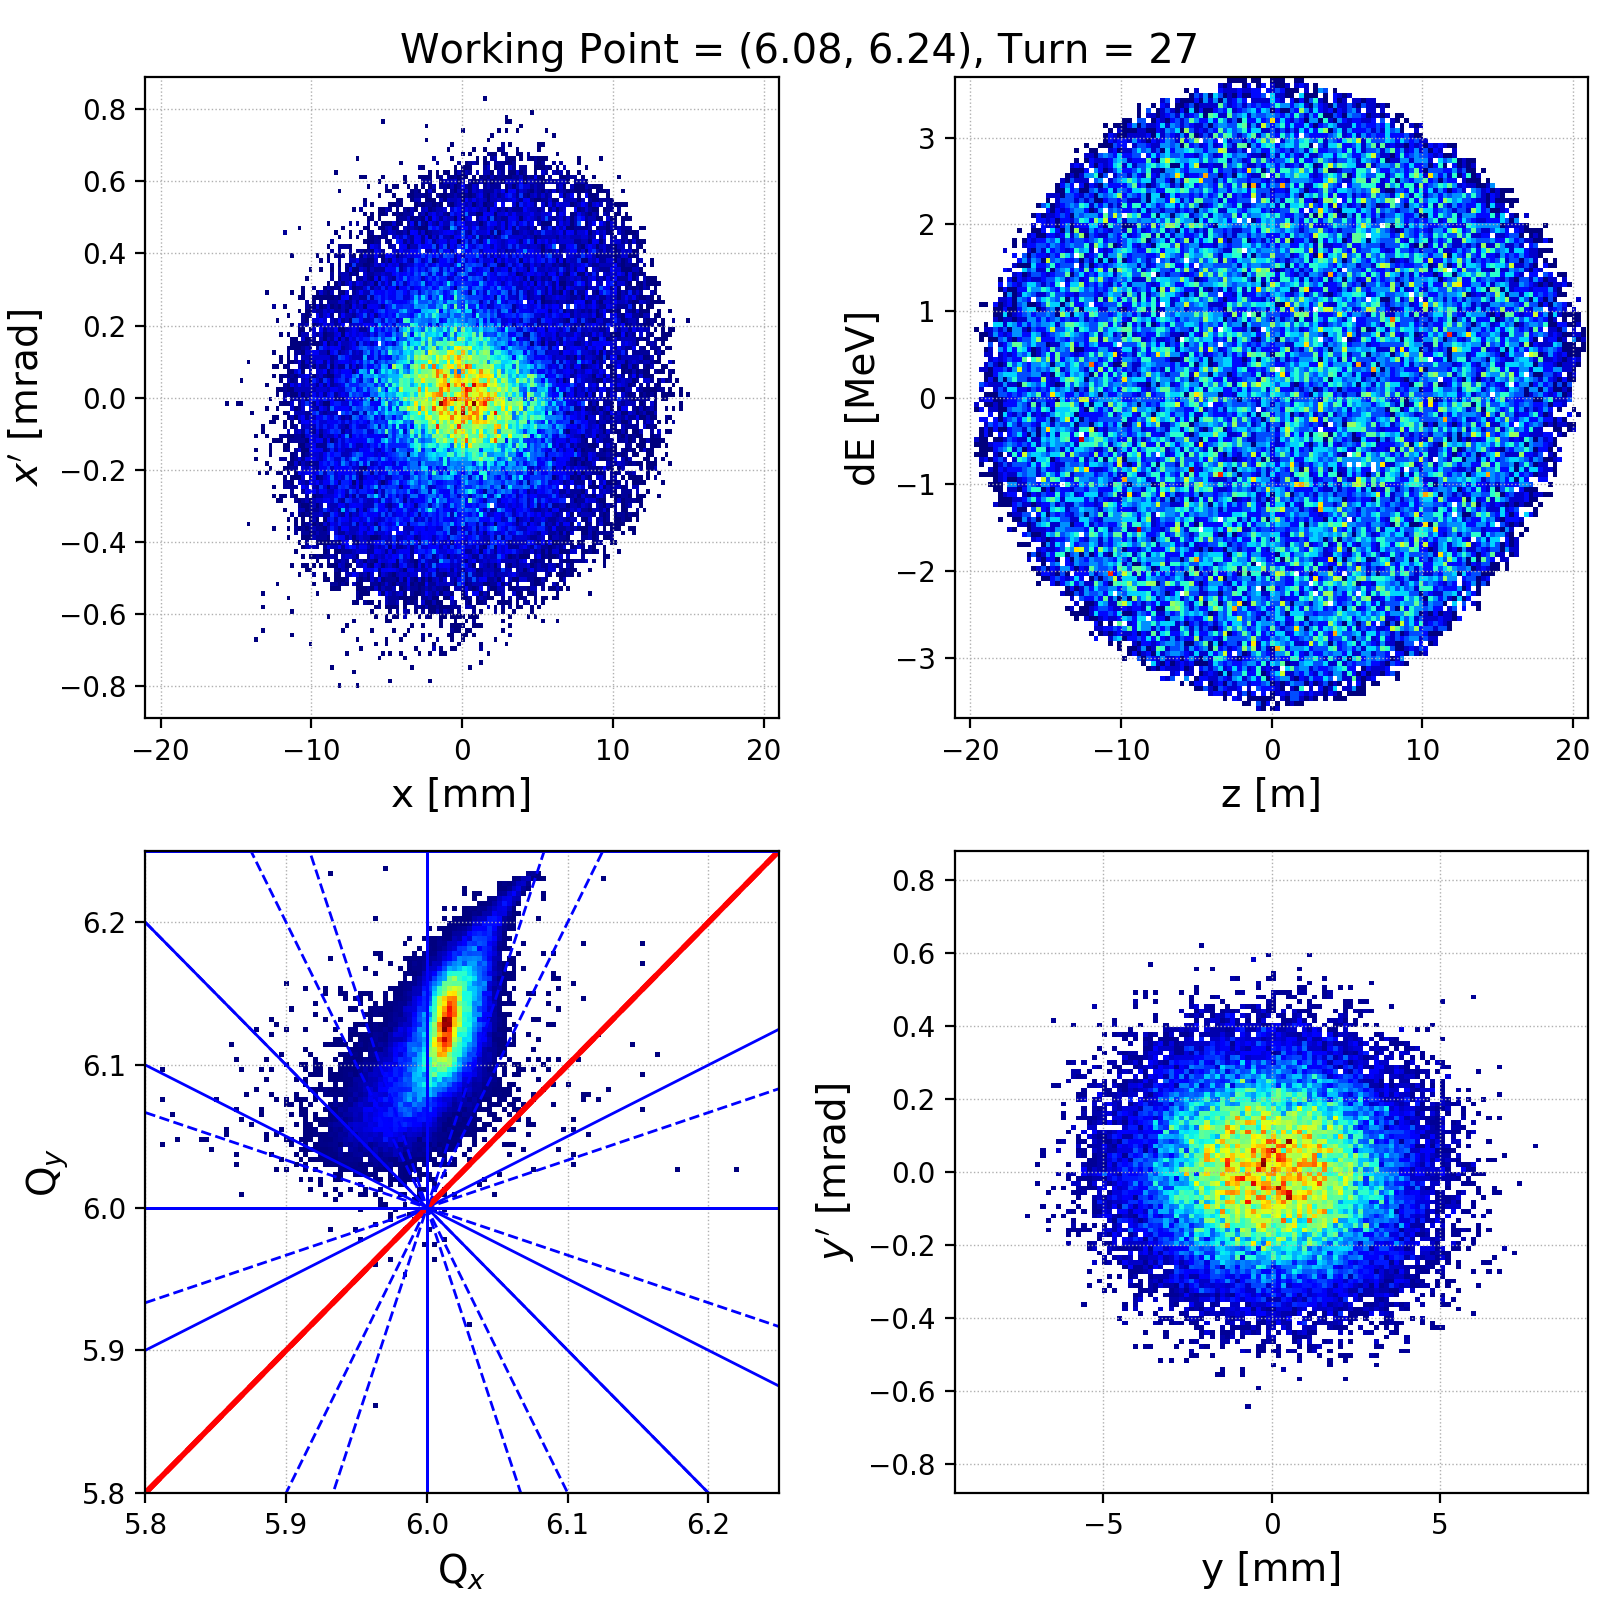 Working Point = (6.08, 6.24), Turn = 27
0.8
0.6
0.4
0.2
0.0
−0.2
−0.4
−0.6
−0.8
x′ [mrad]
−20 −10 0 10 20
x [mm]
3
2
1
0
−1
−2
−3
dE [MeV]
−20 −10 0 10 20
z [m]
6.2
6.1
6.0
5.9
5.8
Qy
5.8 5.9 6.0 6.1 6.2
Qx
0.8
0.6
0.4
0.2
0.0
−0.2
−0.4
−0.6
−0.8
y′ [mrad]
−5 0 5
y [mm]